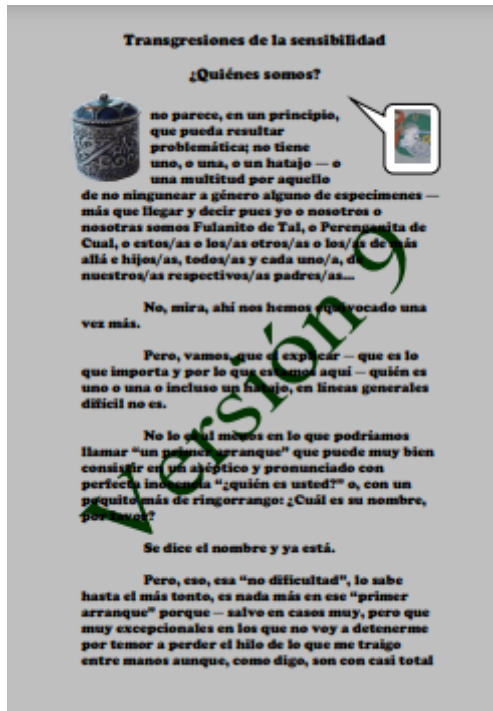 Transgresiones de la sensibilidad
¿Quiénes somos?
no parece, en un principio,
que pueda resultar
problemática; no tiene
uno, o una, o un hatajo — o
una multitud por aquello
de no ningunear a género alguno de especímenes —
más que llegar y decir pues yo o nosotros o
nosotras somos Fulanito de Tal, o Perenganita de
Cual, o estos/as o los/as otros/as o los/as de más
allá e hijos/as, todos/as y cada uno/a, de
nuestros/as respectivos/as padres/as...
No, mira, ahí nos hemos equivocado una
vez más.
Pero, vamos, que el explicar — que es lo
que importa y por lo que estamos aquí — quién es
uno o una o incluso un hatajo, en líneas generales
difícil no es.
No lo es al menos en lo que podríamos
llamar “un primer arranque” que puede muy bien
consistir en un aséptico y pronunciado con
perfecta inocencia “¿quién es usted?” o, con un
poquito más de ringorrango: ¿Cuál es su nombre,
por favor?
Se dice el nombre y ya está.
Pero, eso, esa “no dificultad”, lo sabe
hasta el más tonto, es nada más en ese “primer
arranque” porque — salvo en casos muy, pero que
muy excepcionales en los que no voy a detenerme
por temor a perder el hilo de lo que me traigo
entre manos aunque, como digo, son con casi total
Versión 9